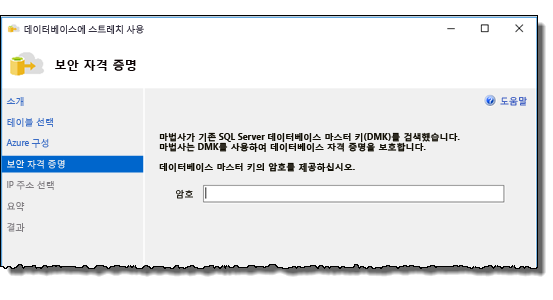 데이터베이스에 스트레치 사용
보안 자격 증명
도움말
소개
테이블 선택
Azure 구성
보안 자격 증명
IP 주소 선택
요약
결과
마법사가 기존 SQL Server 데이터베이스 마스터 키(DMK)를 검색했습니다.
마법사는 DMK를 사용하여 데이터베이스 자격 증명을 보호합니다.
데이터베이스 마스터 키의 암호를 제공하십시오.
암호